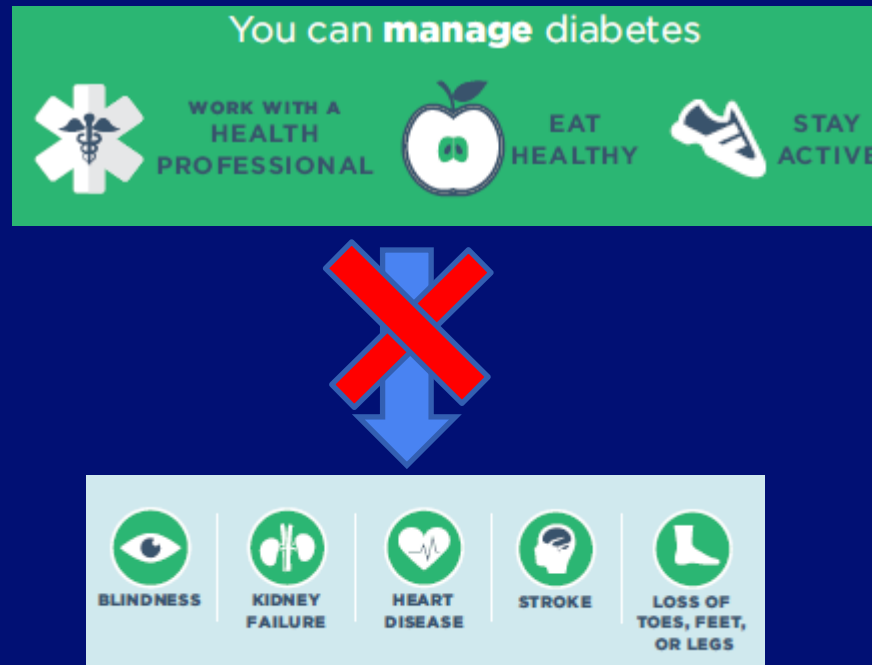 You can manage diabetes
WORK WITH A
HEALTH
PROFESSIONAL
EAT
HEALTHY
STAY
ACTIVE
BLINDNESS
KIDNEY
FAILURE
HEART
DISEASE
STROKE
LOSS OF
TOES, FEET,
OR LEGS